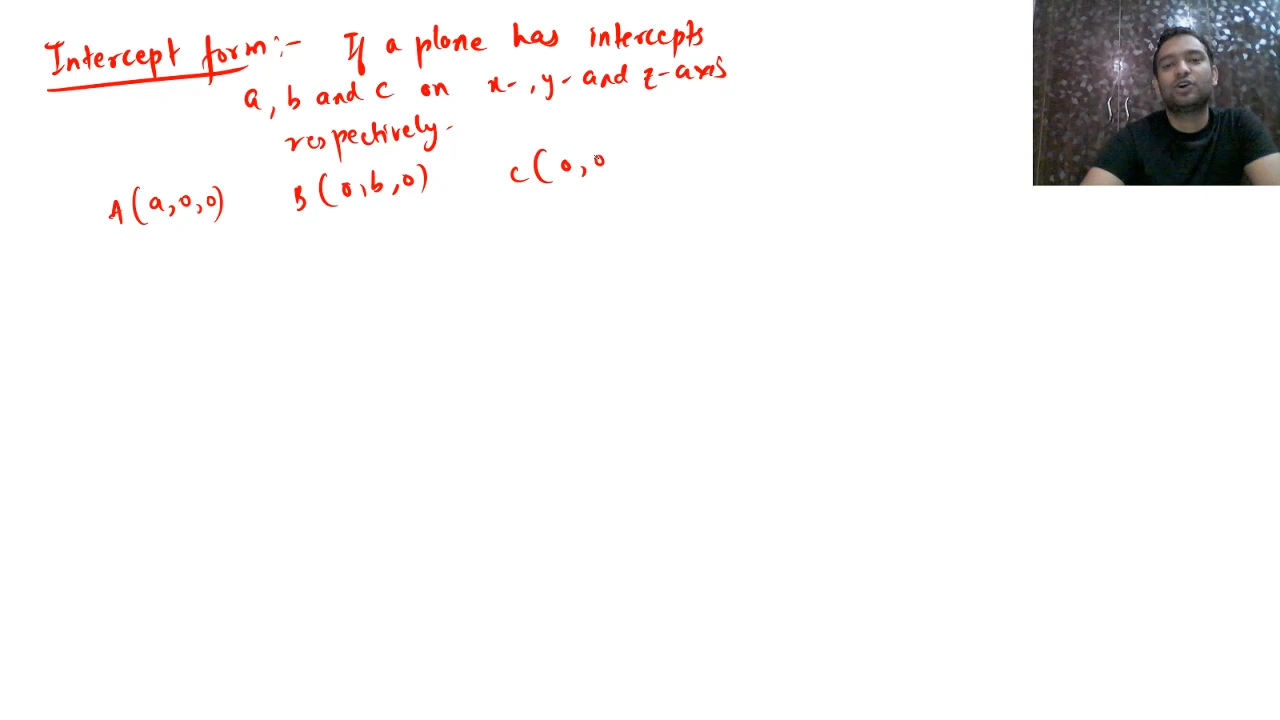 Intercept form:- If a plane has intercepts
a, b and c on x-, y- and z-axis
respectively.
A(a,0,0) B(0,b,0) C(0,0